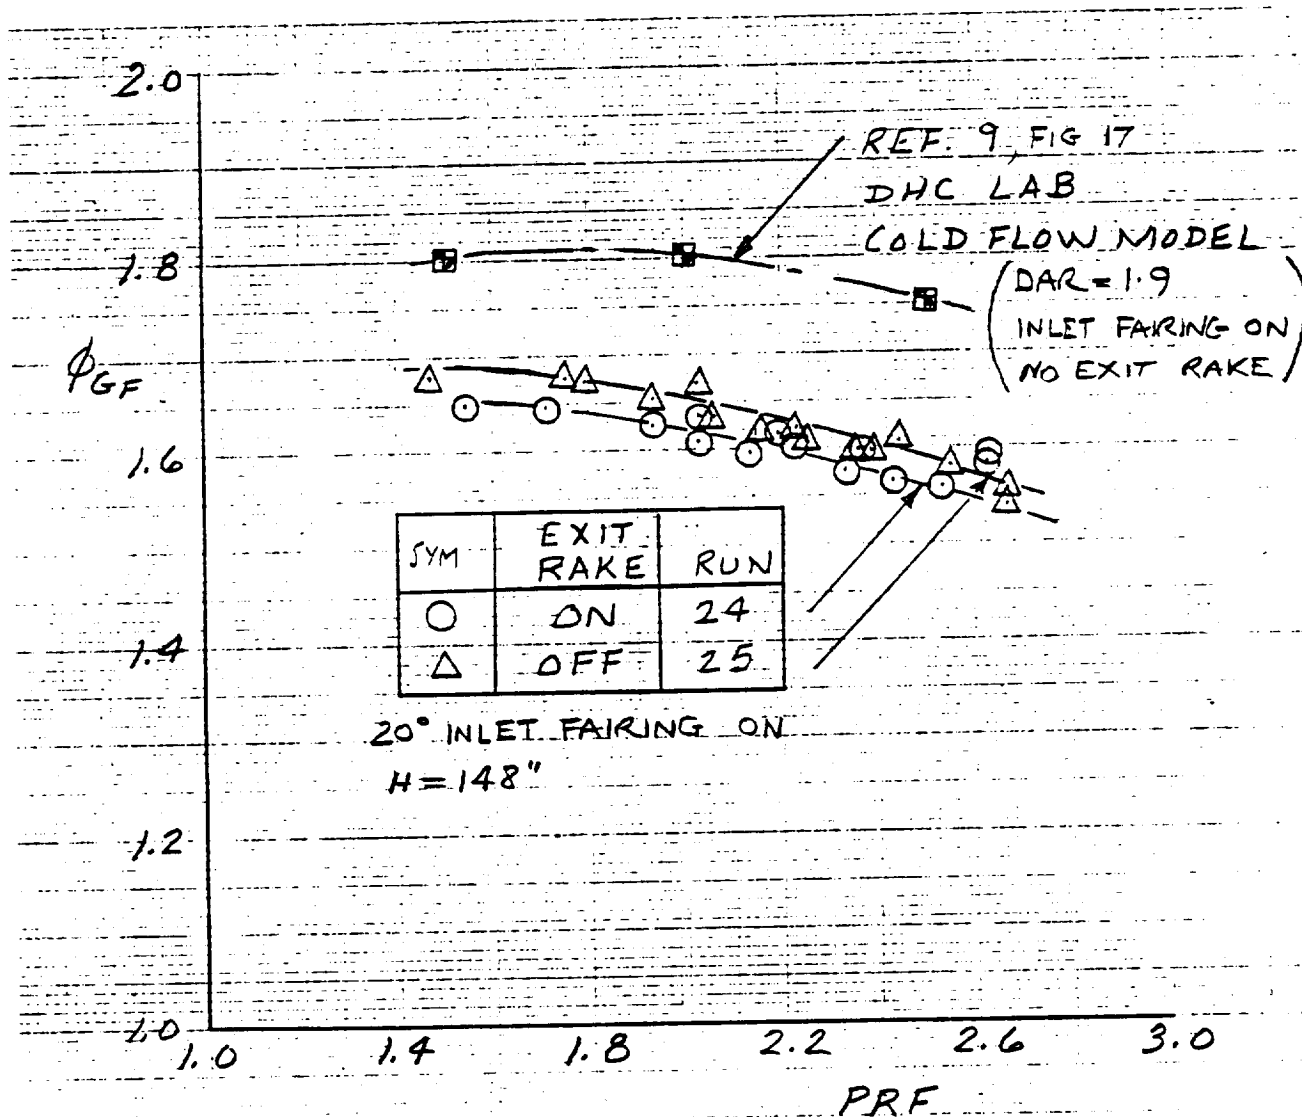 2.0
1.8
1.6
1.4
1.2
1.0
φGF
REF. 9, FIG 17
DHC LAB
COLD FLOW MODEL
(DAR = 1.9
INLET FAIRING ON
NO EXIT RAKE)
SYM EXIT RAKE RUN
○ ON 24
△ OFF 25
20° INLET FAIRING ON
H = 148"
1.0 1.4 1.8 2.2 2.6 3.0
PRF